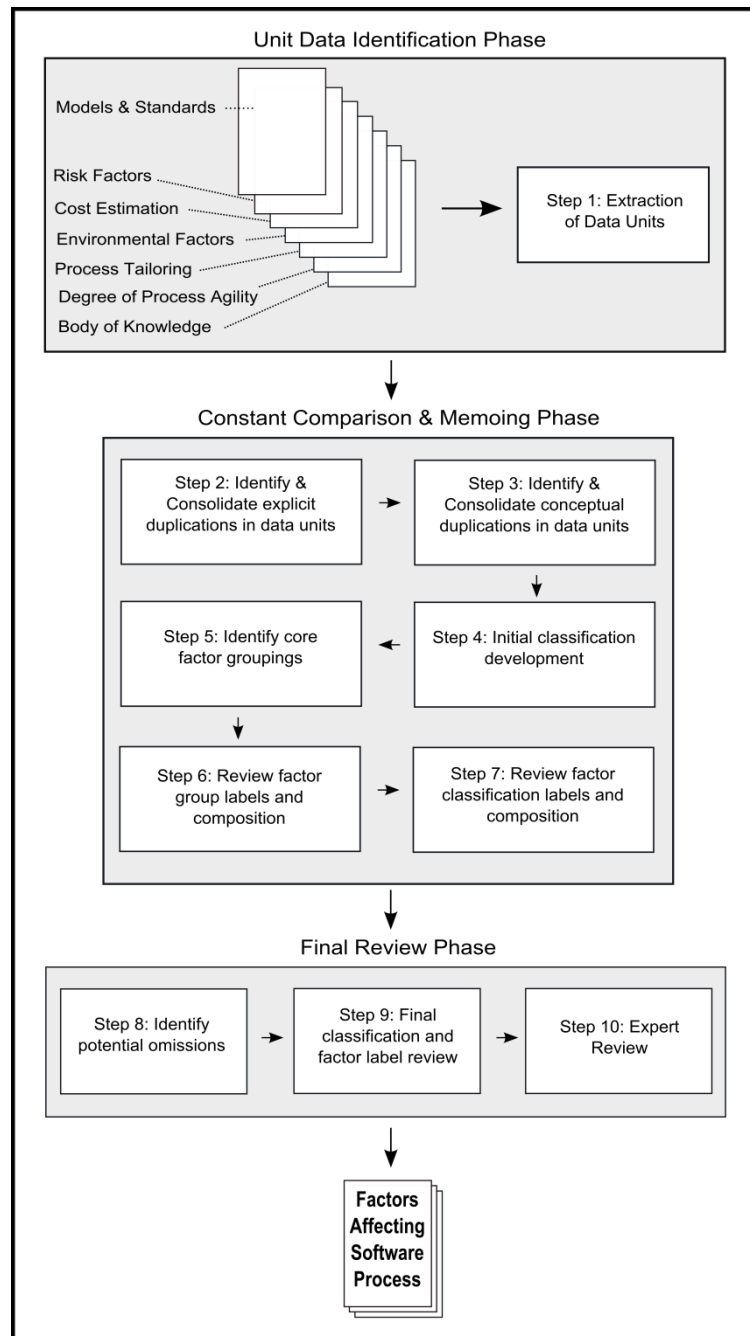 Unit Data Identification Phase
Models & Standards
Risk Factors
Cost Estimation
Environmental Factors
Process Tailoring
Degree of Process Agility
Body of Knowledge
Step 1: Extraction
of Data Units
Constant Comparison & Memoing Phase
Step 2: Identify &
Consolidate explicit
duplications in data units
Step 3: Identify &
Consolidate conceptual
duplications in data units
Step 4: Initial classification
development
Step 5: Identify core
factor groupings
Step 6: Review factor
group labels and
composition
Step 7: Review factor
classification labels and
composition
Final Review Phase
Step 8: Identify
potential omissions
Step 9: Final
classification and
factor label review
Step 10: Expert
Review
Factors
Affecting
Software
Process